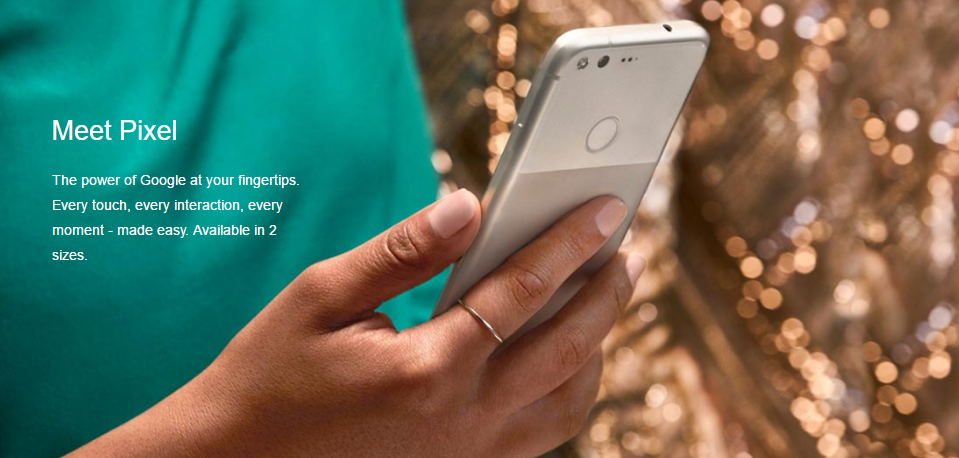 Meet Pixel
The power of Google at your fingertips.
Every touch, every interaction, every
moment - made easy. Available in 2
sizes.